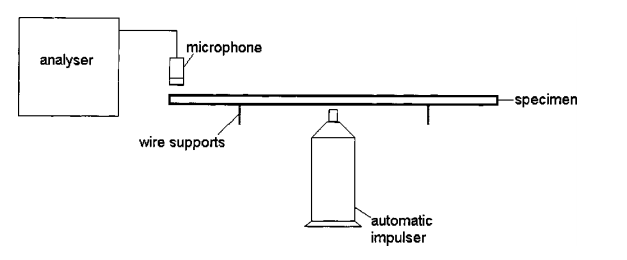 microphone
analyser
specimen
wire supports
automatic
impulser